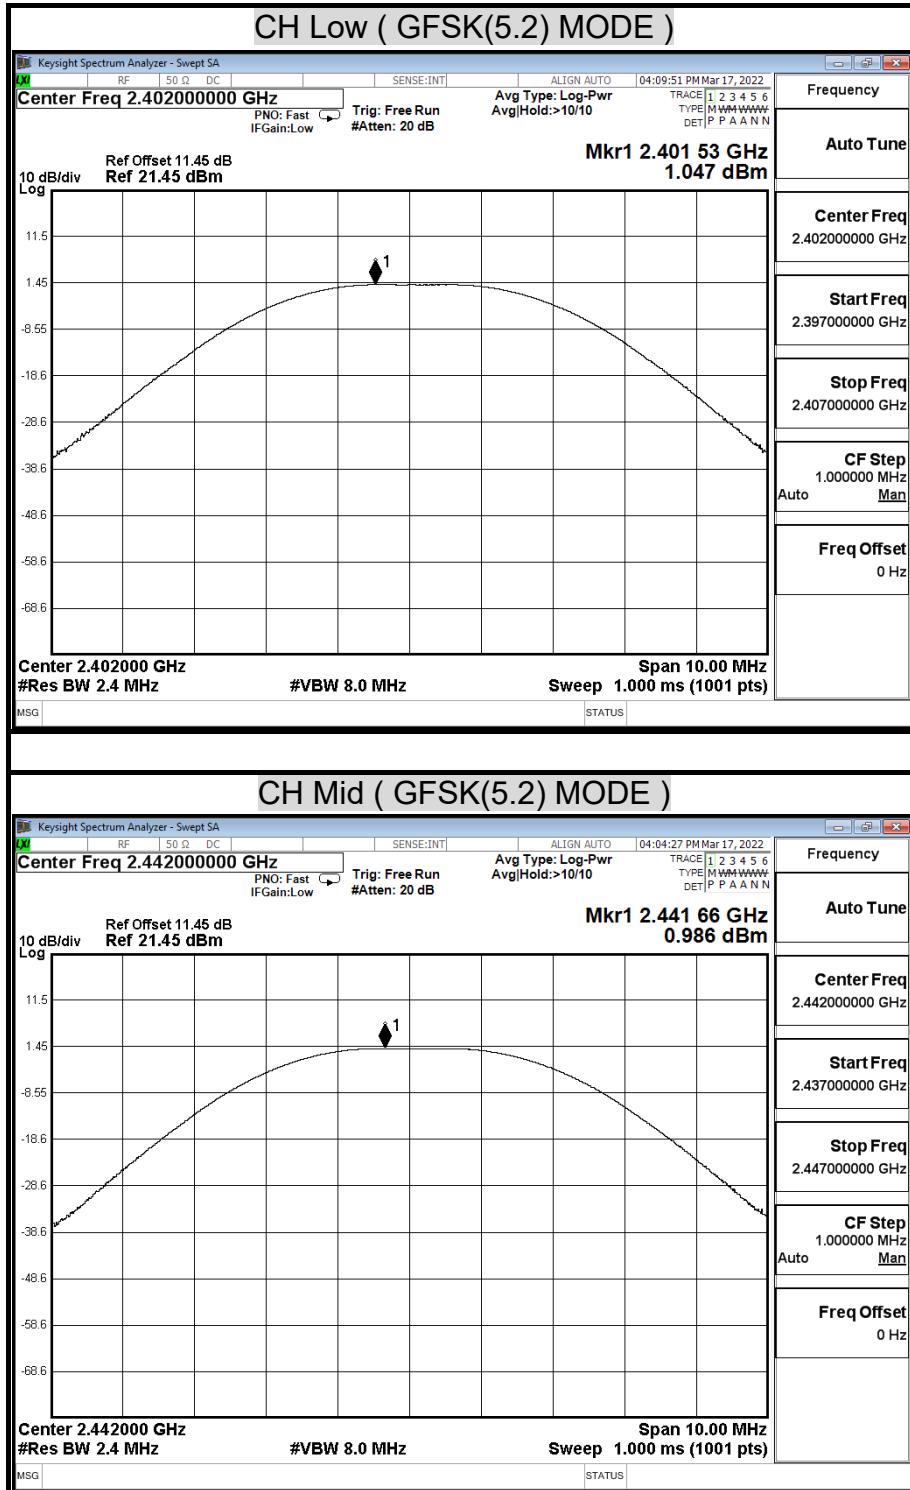 CH Low ( GFSK(5.2) MODE )
Keysight Spectrum Analyzer - Swept SA
LXI RF 50 Ω DC SENSE:INT ALIGN AUTO 04:09:51 PM Mar 17, 2022
Center Freq 2.402000000 GHz
PNO: Fast
IFGain:Low
Trig: Free Run
#Atten: 20 dB
Avg Type: Log-Pwr
Avg|Hold:>10/10
TRACE 1 2 3 4 5 6
TYPE M WM WWWW
DET P P A A N N
Ref Offset 11.45 dB
Ref 21.45 dBm
10 dB/div
Log
Mkr1 2.401 53 GHz
1.047 dBm
1
11.5
1.45
-8.55
-18.6
-28.6
-38.6
-48.6
-58.6
-68.6
Center 2.402000 GHz
Span 10.00 MHz
#Res BW 2.4 MHz
#VBW 8.0 MHz
Sweep 1.000 ms (1001 pts)
MSG
STATUS
Frequency
Auto Tune
Center Freq
2.402000000 GHz
Start Freq
2.397000000 GHz
Stop Freq
2.407000000 GHz
CF Step
1.000000 MHz
Auto Man
Freq Offset
0 Hz
CH Mid ( GFSK(5.2) MODE )
Keysight Spectrum Analyzer - Swept SA
LXI RF 50 Ω DC SENSE:INT ALIGN AUTO 04:04:27 PM Mar 17, 2022
Center Freq 2.442000000 GHz
PNO: Fast
IFGain:Low
Trig: Free Run
#Atten: 20 dB
Avg Type: Log-Pwr
Avg|Hold:>10/10
TRACE 1 2 3 4 5 6
TYPE M WM WWWW
DET P P A A N N
Ref Offset 11.45 dB
Ref 21.45 dBm
10 dB/div
Log
Mkr1 2.441 66 GHz
0.986 dBm
1
11.5
1.45
-8.55
-18.6
-28.6
-38.6
-48.6
-58.6
-68.6
Center 2.442000 GHz
Span 10.00 MHz
#Res BW 2.4 MHz
#VBW 8.0 MHz
Sweep 1.000 ms (1001 pts)
MSG
STATUS
Frequency
Auto Tune
Center Freq
2.442000000 GHz
Start Freq
2.437000000 GHz
Stop Freq
2.447000000 GHz
CF Step
1.000000 MHz
Auto Man
Freq Offset
0 Hz